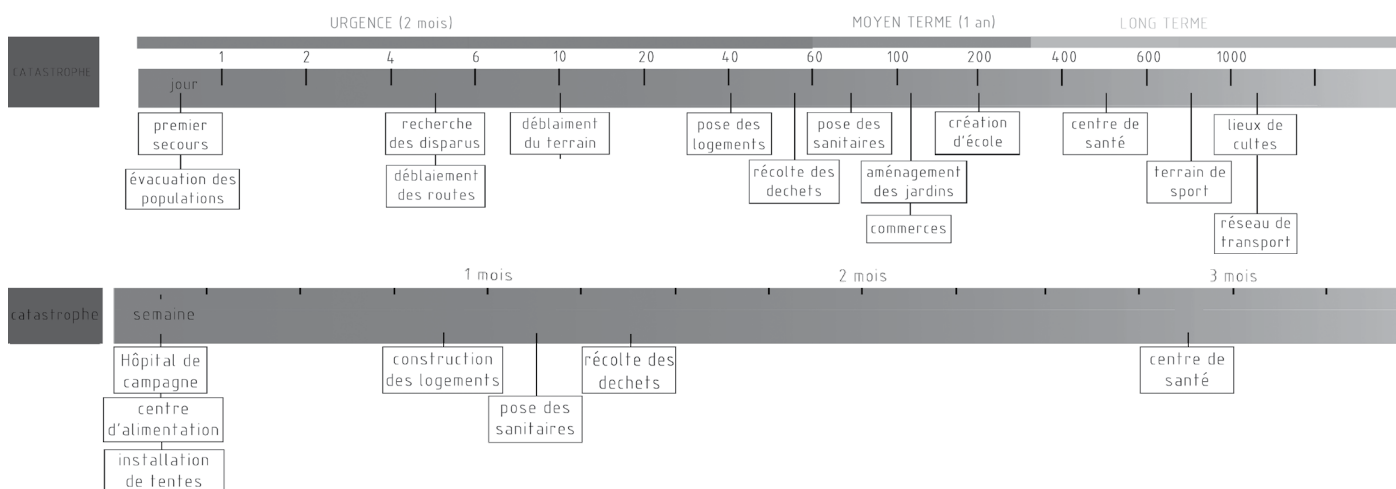 URGENCE (2 mois) MOYEN TERME (1 an) LONG TERME
CATASTROPHE
1 2 4 6 10 20 40 60 100 200 400 600 1000
jour
premier
secours
évacuation des
populations
recherche
des disparus
déblaiement
des routes
déblaiment
du terrain
pose des
logements
récolte des
dechets
pose des
sanitaires
aménagement
des jardins
commerces
création
d'école
centre de
santé
terrain de
sport
lieux de
cultes
réseau de
transport
1 mois 2 mois 3 mois
catastrophe
semaine
Hôpital de
campagne
centre
d'alimentation
installation
de tentes
construction
des logements
pose des
sanitaires
récolte des
dechets
centre de
santé